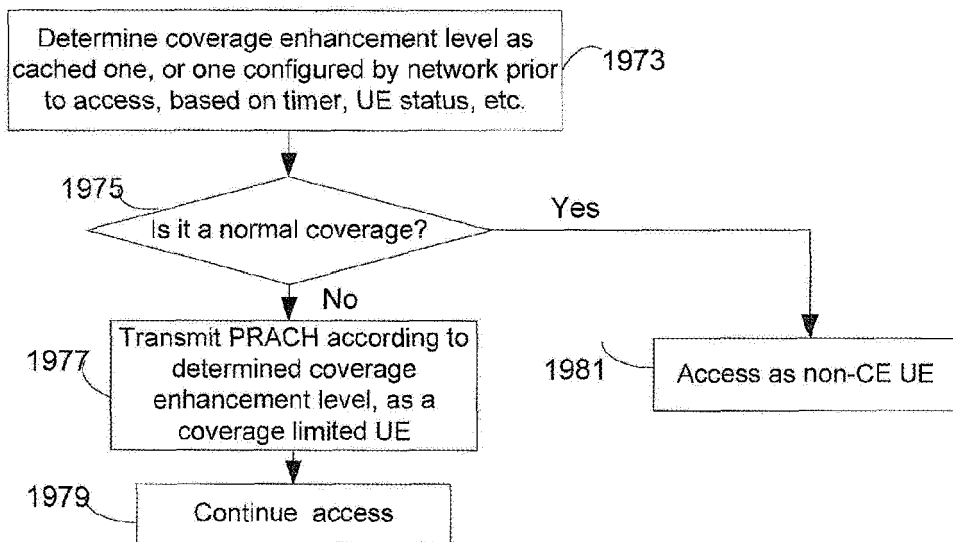 Determine coverage enhancement level as
cached one, or one configured by network prior
to access, based on timer, UE status, etc.
1973
1975
Is it a normal coverage?
Yes
No
Transmit PRACH according to
determined coverage
enhancement level, as a
coverage limited UE
1977
1981
Access as non-CE UE
1979
Continue access